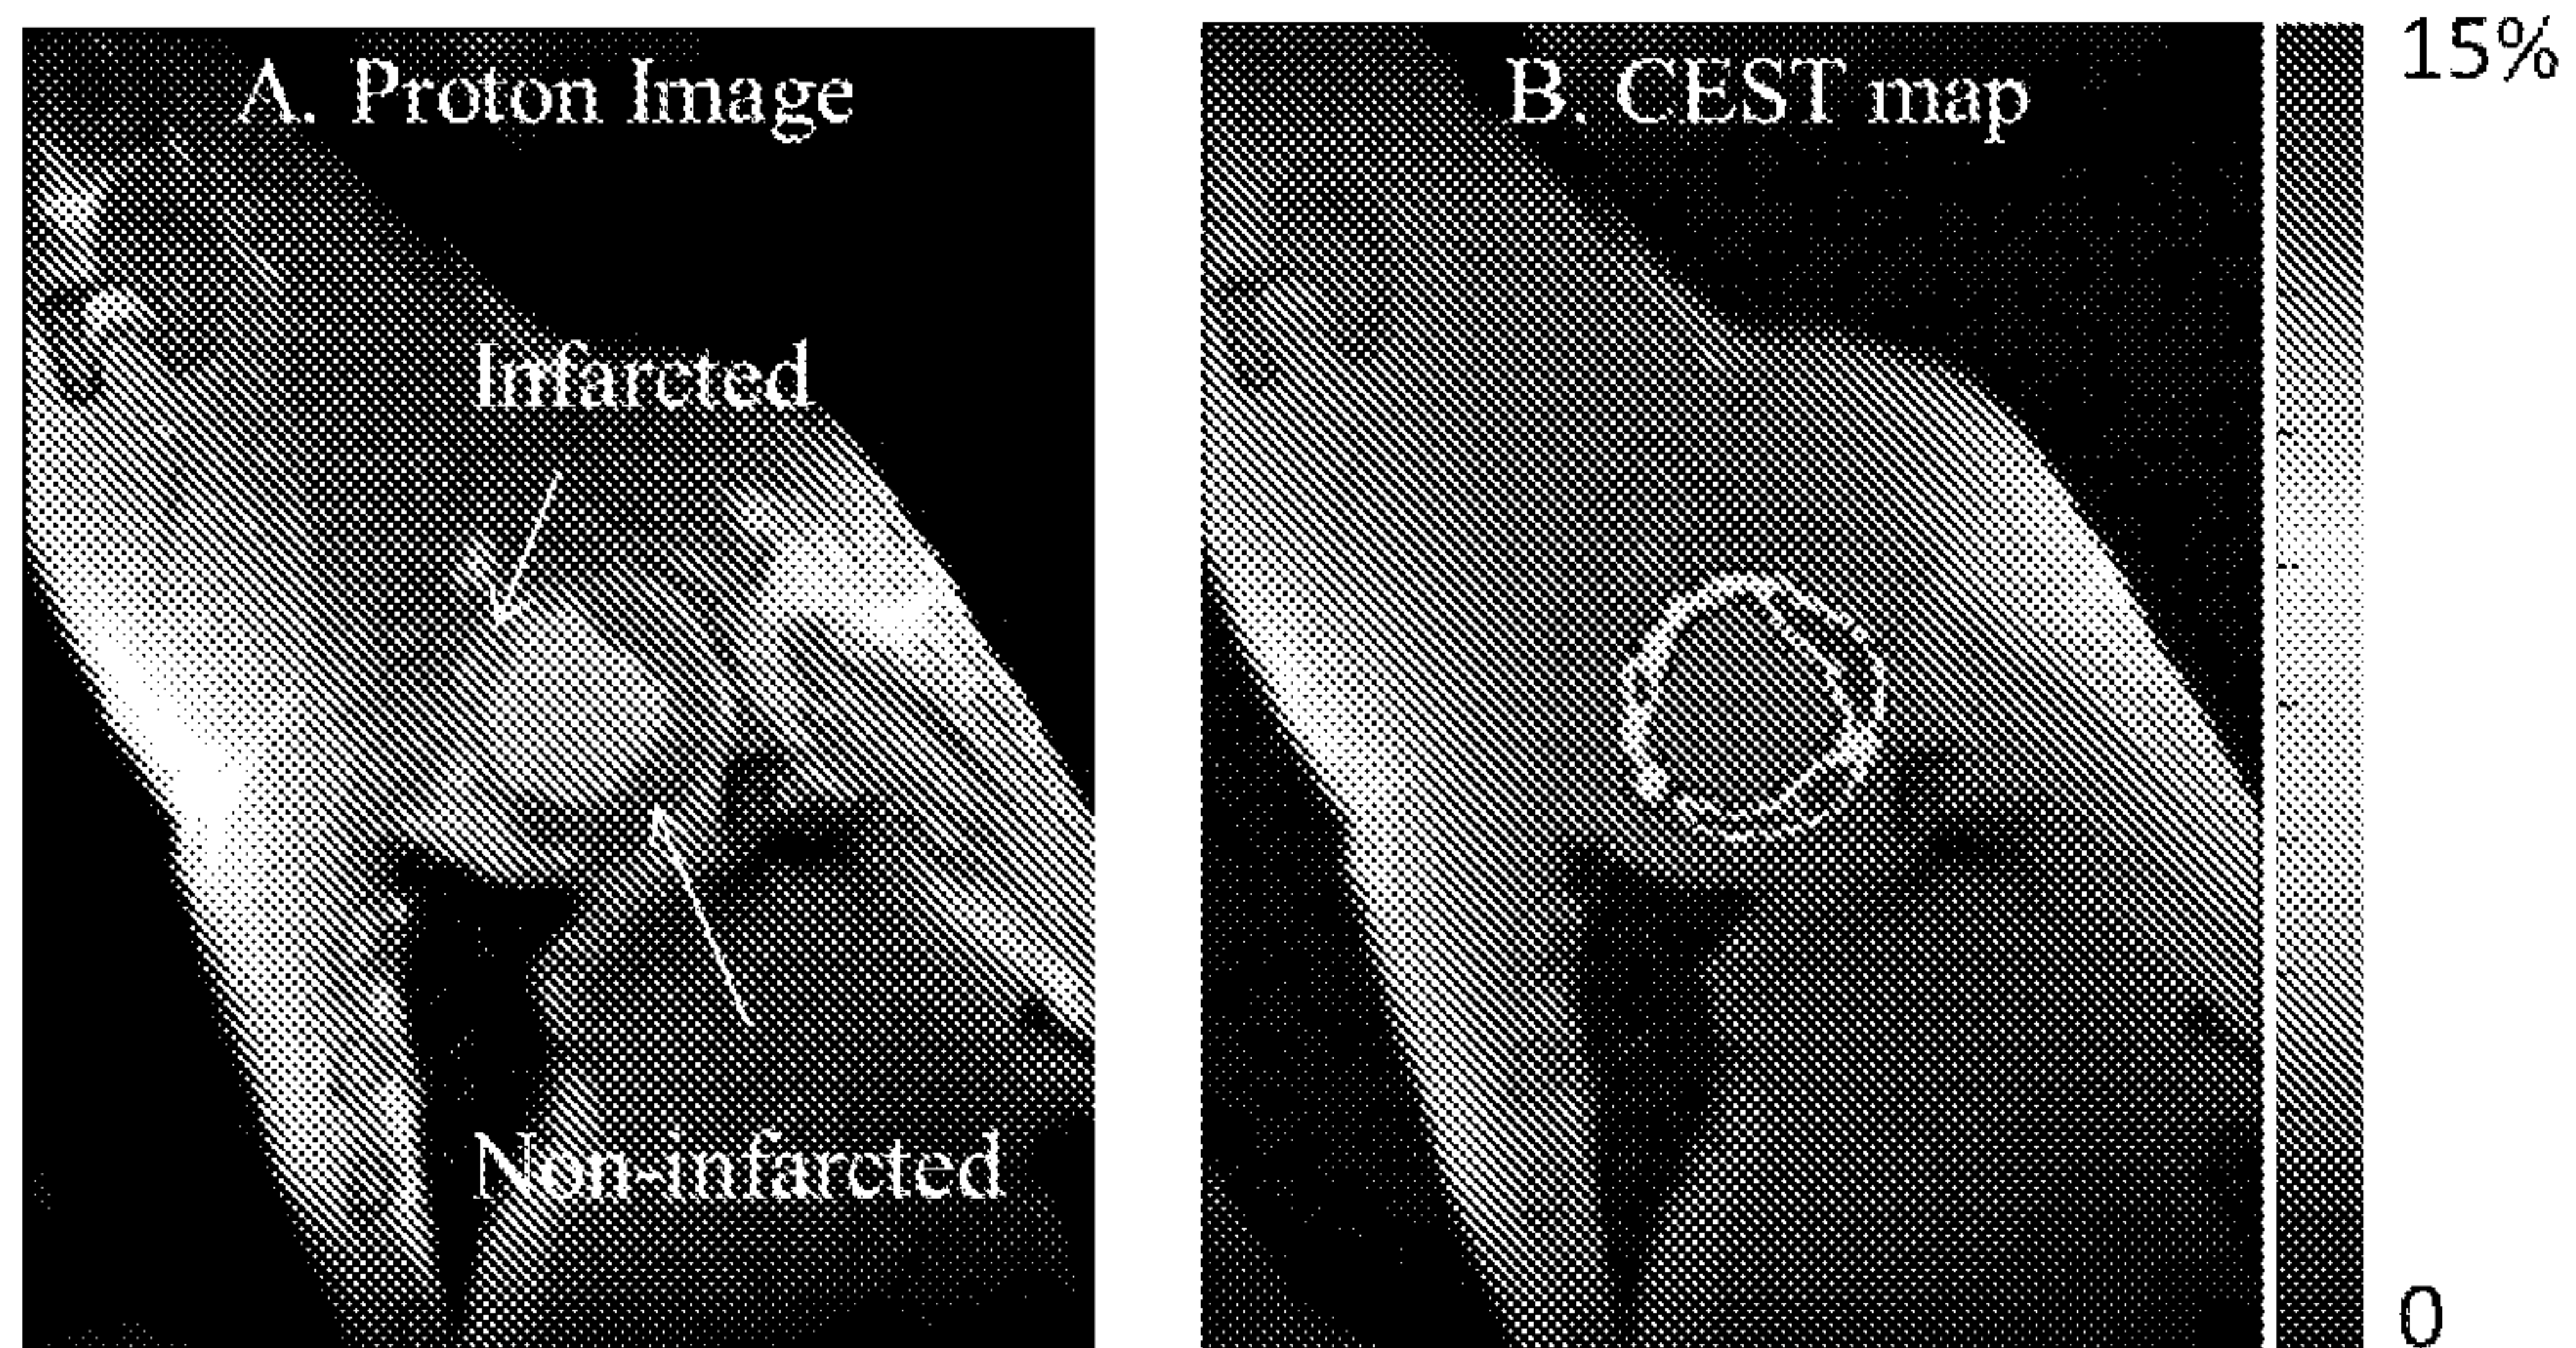 A. Proton Image
Infarcted
Non-infarcted
B. CEST map
15%
0